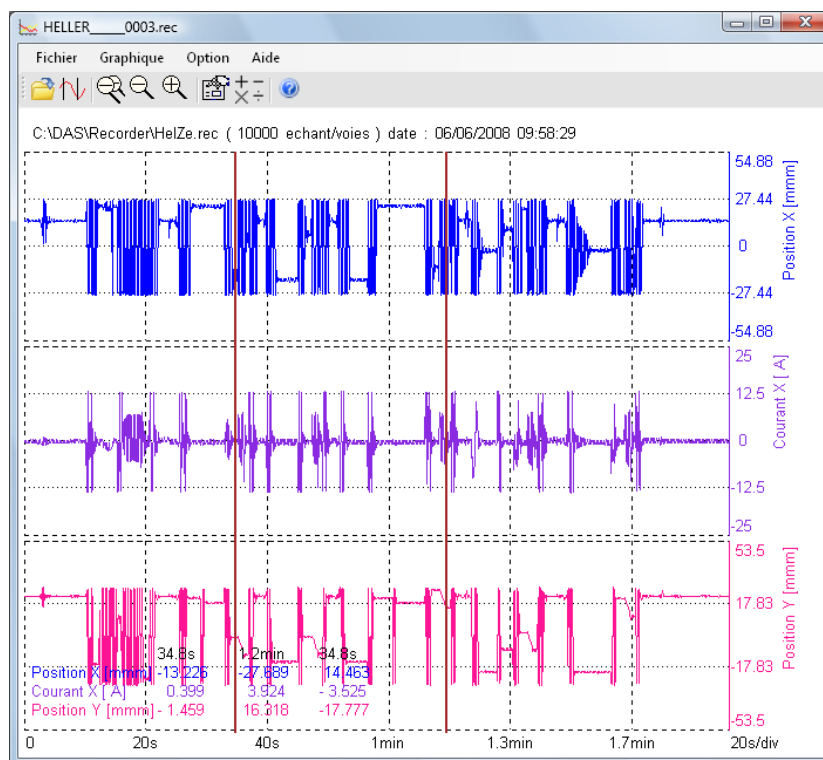 HELLER_____0003.rec
Fichier Graphique Option Aide
C:\DAS\Recorder\HelZe.rec ( 10000 echant/voies ) date : 06/06/2008 09:58:29
54.88
27.44
0
-27.44
-54.88
Position X [mmm]
25
12.5
0
-12.5
-25
Courant X [ A]
53.5
17.83
-17.83
-53.5
Position Y [mmm]
34.8s 1.2min 34.8s
Position X [mmm] -13.226 -27.689 14.463
Courant X [ A] 0.399 3.924 -3.525
Position Y [mmm] - 1.459 16.318 -17.777
0 20s 40s 1min 1.3min 1.7min 20s/div